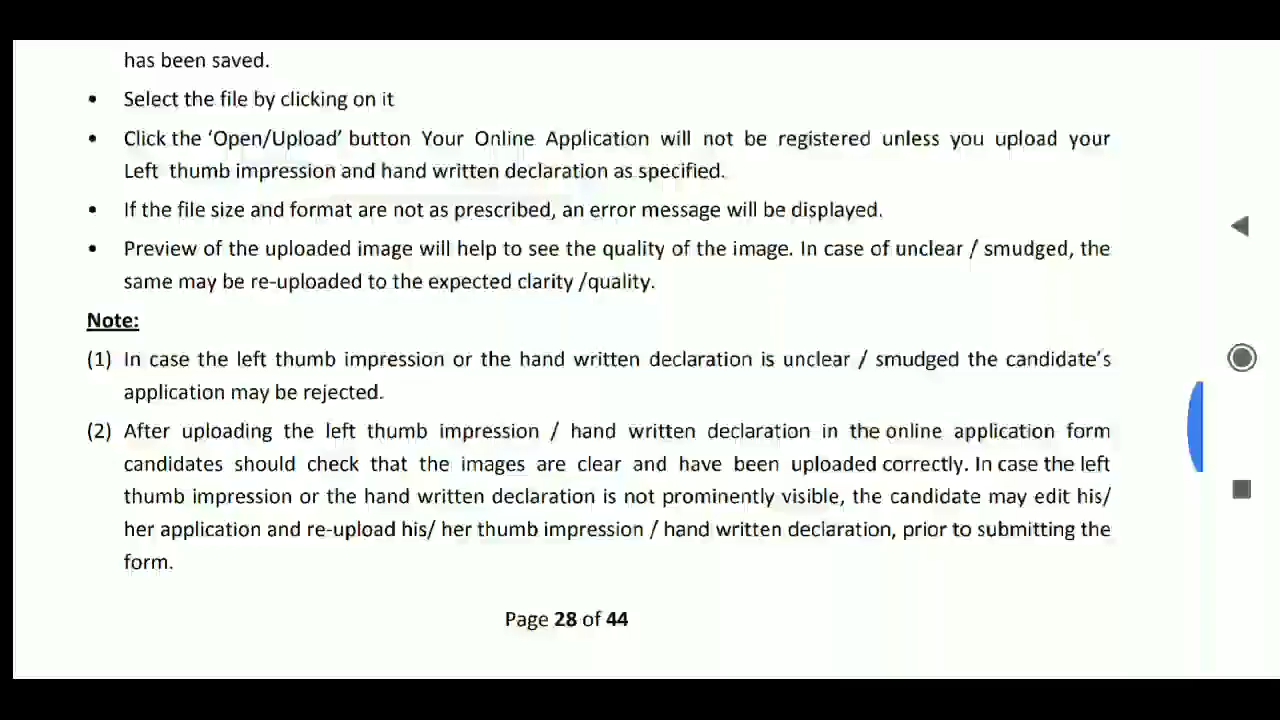 has been saved.
• Select the file by clicking on it
• Click the ‘Open/Upload’ button Your Online Application will not be registered unless you upload your
Left thumb impression and hand written declaration as specified.
• If the file size and format are not as prescribed, an error message will be displayed.
• Preview of the uploaded image will help to see the quality of the image. In case of unclear / smudged, the
same may be re-uploaded to the expected clarity /quality.
Note:
(1) In case the left thumb impression or the hand written declaration is unclear / smudged the candidate’s
application may be rejected.
(2) After uploading the left thumb impression / hand written declaration in the online application form
candidates should check that the images are clear and have been uploaded correctly. In case the left
thumb impression or the hand written declaration is not prominently visible, the candidate may edit his/
her application and re-upload his/ her thumb impression / hand written declaration, prior to submitting the
form.
Page 28 of 44